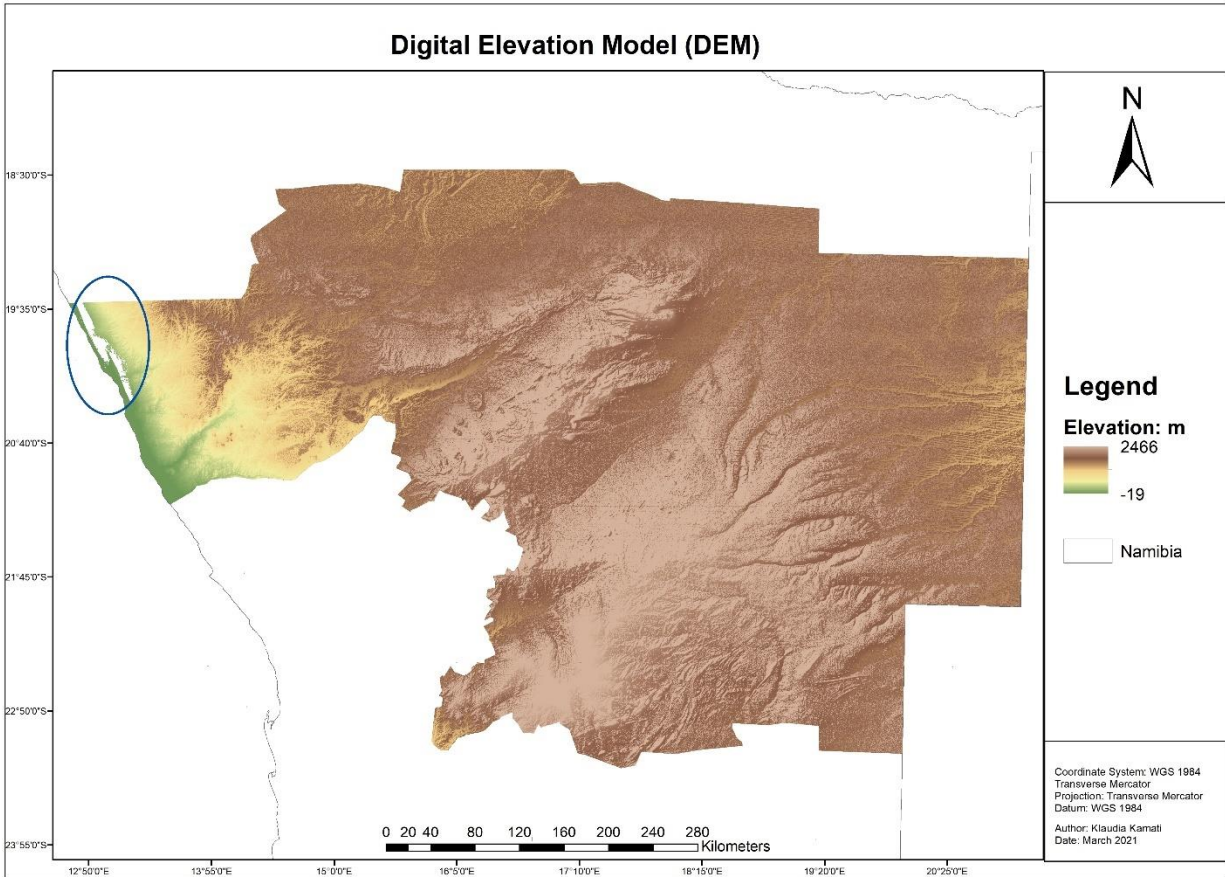 Digital Elevation Model (DEM)
N
18°30'0"S
19°35'0"S
20°40'0"S
21°45'0"S
22°50'0"S
23°55'0"S
12°50'0"E
13°55'0"E
15°0'0"E
16°5'0"E
17°10'0"E
18°15'0"E
19°20'0"E
20°25'0"E
0 20 40 80 120 160 200 240 280
Kilometers
Legend
Elevation: m
2466
-19
Namibia
Coordinate System: WGS 1984
Transverse Mercator
Projection: Transverse Mercator
Datum: WGS 1984
Author: Klaudia Kamati
Date: March 2021